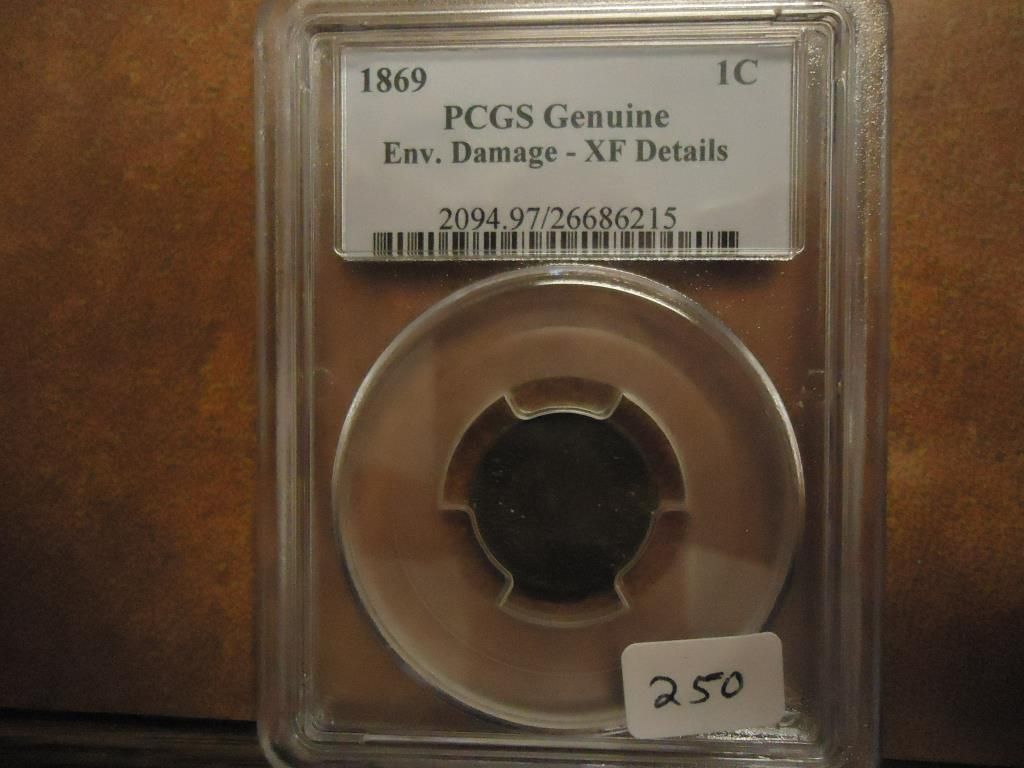 1869 1C
PCGS Genuine
Env. Damage - XF Details
2094.97/26686215
250